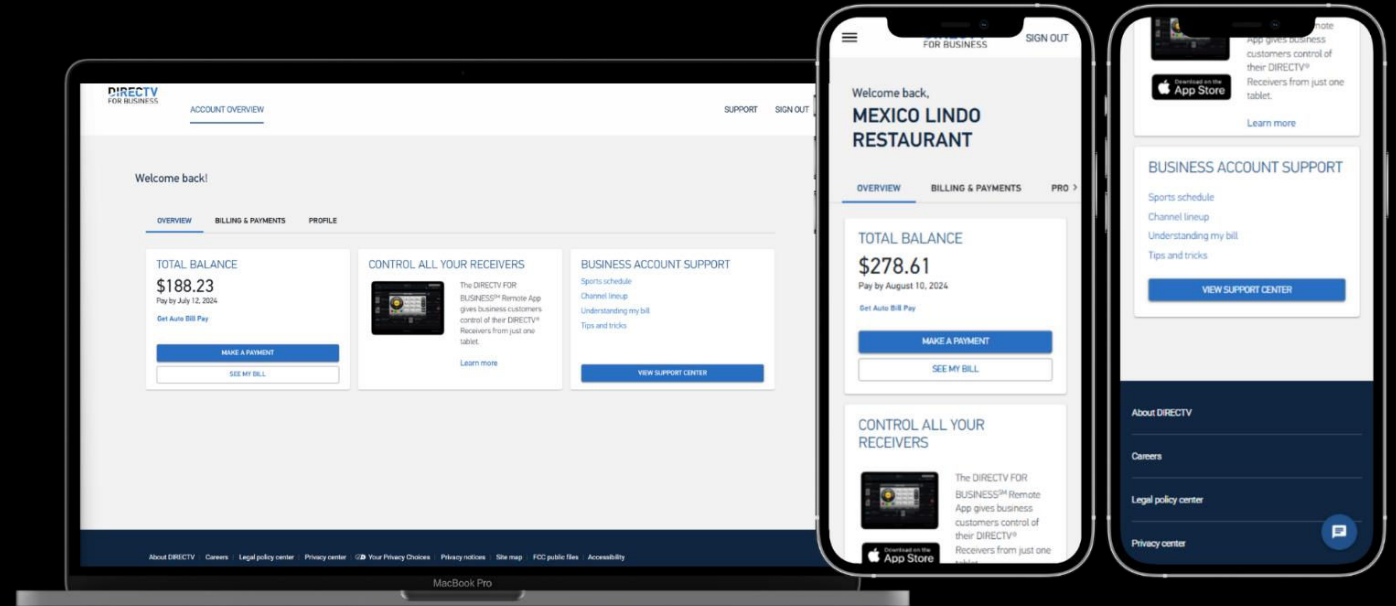 DIRECTV
FOR BUSINESS
ACCOUNT OVERVIEW
SUPPORT
SIGN OUT
Welcome back!
OVERVIEW
BILLING & PAYMENTS
PROFILE
TOTAL BALANCE
$188.23
Pay by July 12, 2024
Get Auto Bill Pay
MAKE A PAYMENT
SEE MY BILL
CONTROL ALL YOUR RECEIVERS
The DIRECTV FOR
BUSINESS℠ Remote App
gives business customers
control of their DIRECTV®
Receivers from just one
tablet.
Learn more
BUSINESS ACCOUNT SUPPORT
Sports schedule
Channel lineup
Understanding my bill
Tips and tricks
VIEW SUPPORT CENTER
About DIRECTV
Careers
Legal policy center
Privacy center
Your Privacy Choices
Privacy notices
Site map
FCC public files
Accessibility
MacBook Pro
FOR BUSINESS
SIGN OUT
Welcome back,
MEXICO LINDO
RESTAURANT
OVERVIEW
BILLING & PAYMENTS
PRO >
TOTAL BALANCE
$278.61
Pay by August 10, 2024
Get Auto Bill Pay
MAKE A PAYMENT
SEE MY BILL
CONTROL ALL YOUR
RECEIVERS
The DIRECTV FOR
BUSINESS℠ Remote
App gives business
customers control of
their DIRECTV®
Receivers from just one
Download on the
App Store
App gives business
customers control of
their DIRECTV®
Receivers from just one
tablet.
Download on the
App Store
Learn more
BUSINESS ACCOUNT SUPPORT
Sports schedule
Channel lineup
Understanding my bill
Tips and tricks
VIEW SUPPORT CENTER
About DIRECTV
Careers
Legal policy center
Privacy center